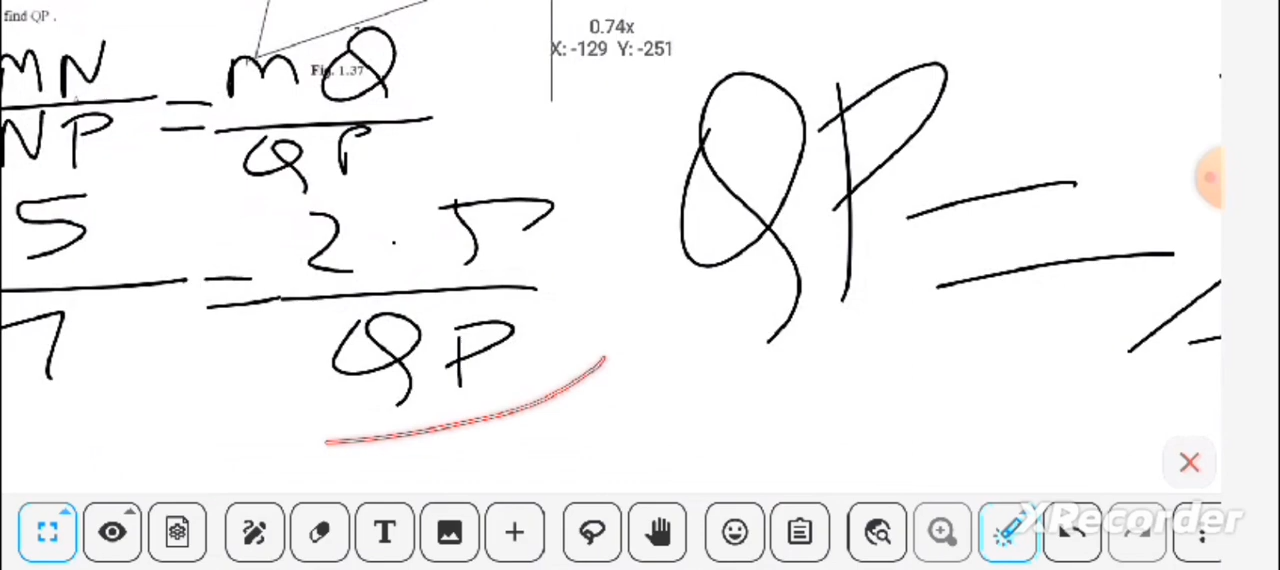 find QP .
0.74x
X: -129 Y: -251
Fig. 1.37
MN/NP = MQ/QP
5/7 = 2.5/QP
QP =
T
XRecorder